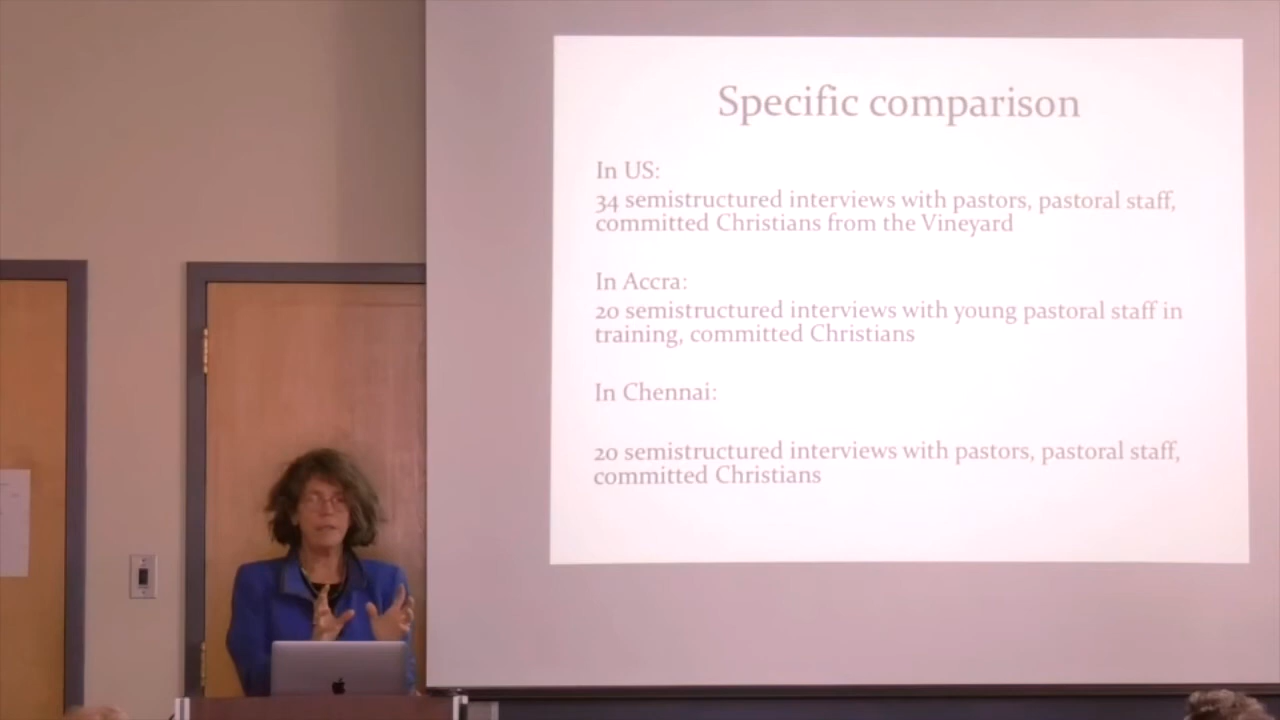 Specific comparison
In US:
34 semistructured interviews with pastors, pastoral staff,
committed Christians from the Vineyard
In Accra:
20 semistructured interviews with young pastoral staff in
training, committed Christians
In Chennai:
20 semistructured interviews with pastors, pastoral staff,
committed Christians